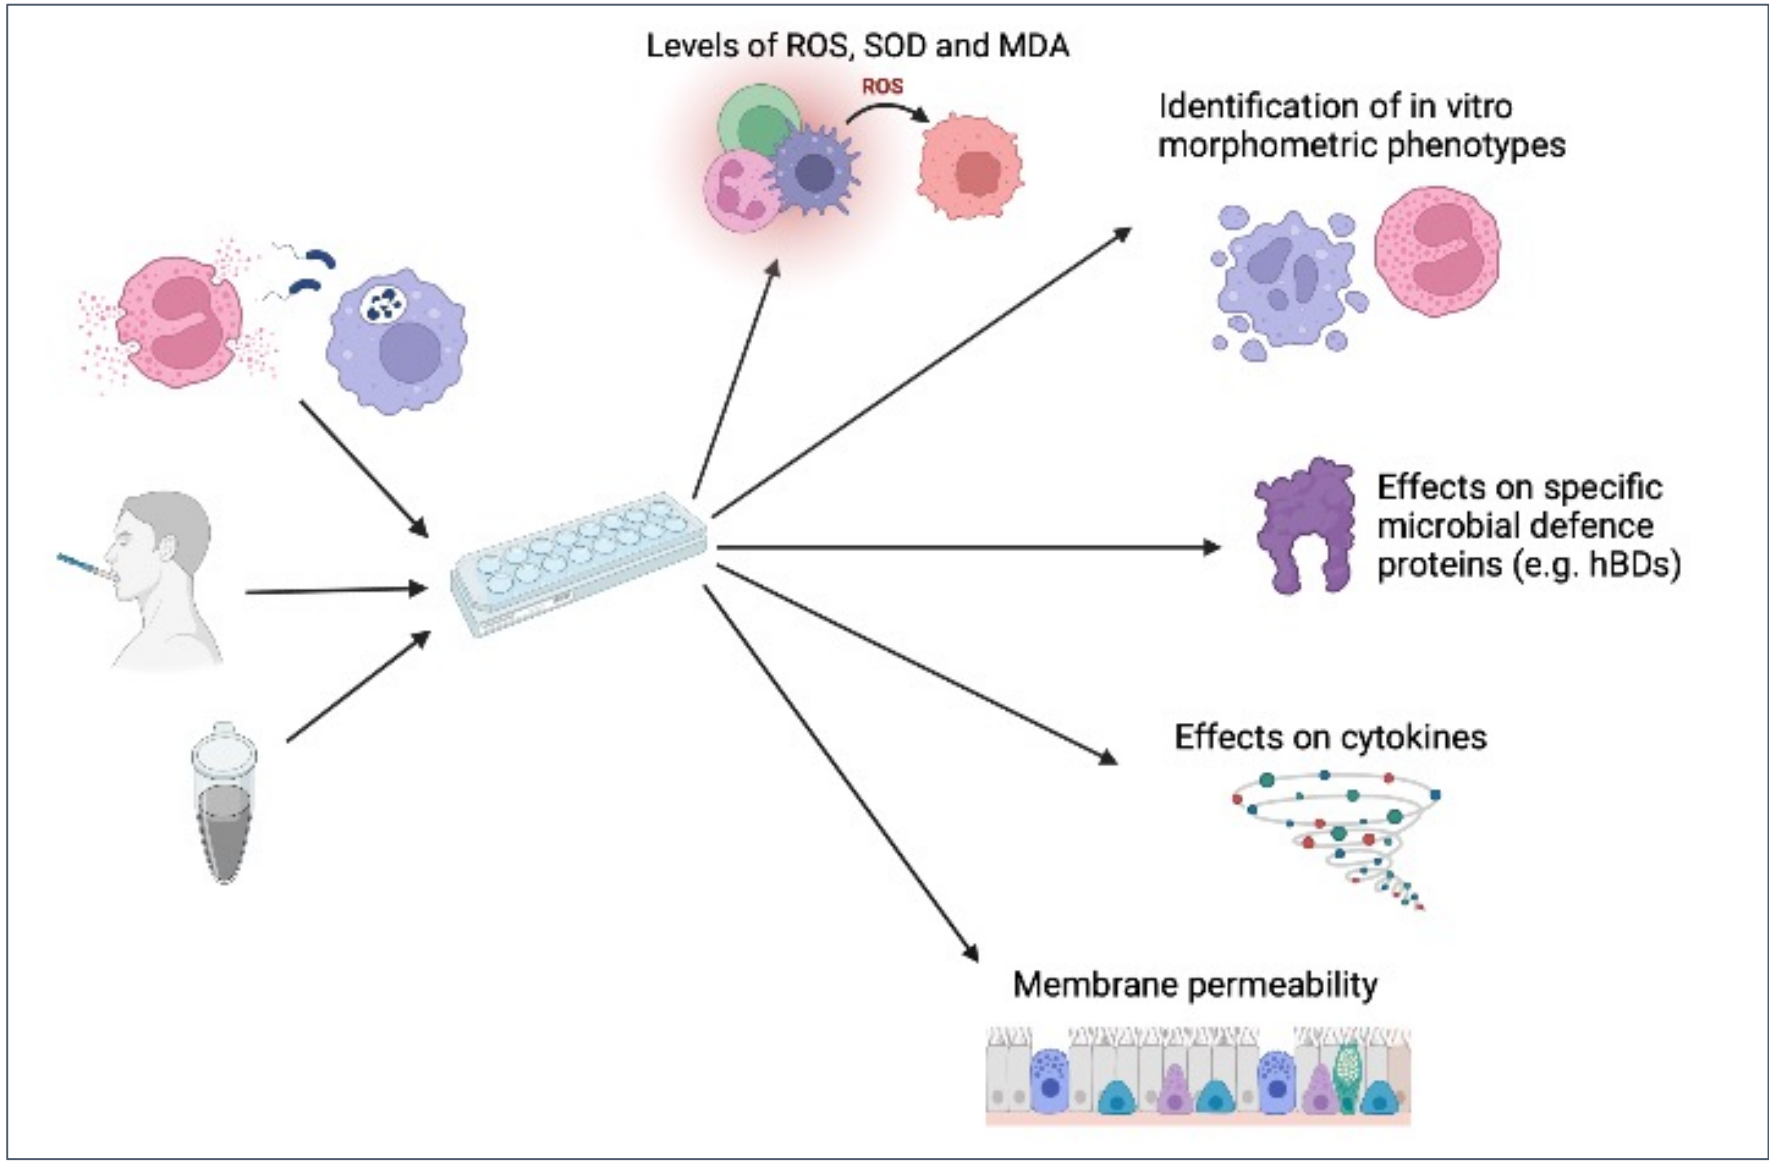 Levels of ROS, SOD and MDA
ROS
Identification of in vitro
morphometric phenotypes
Effects on specific
microbial defence
proteins (e.g. hBDs)
Effects on cytokines
Membrane permeability